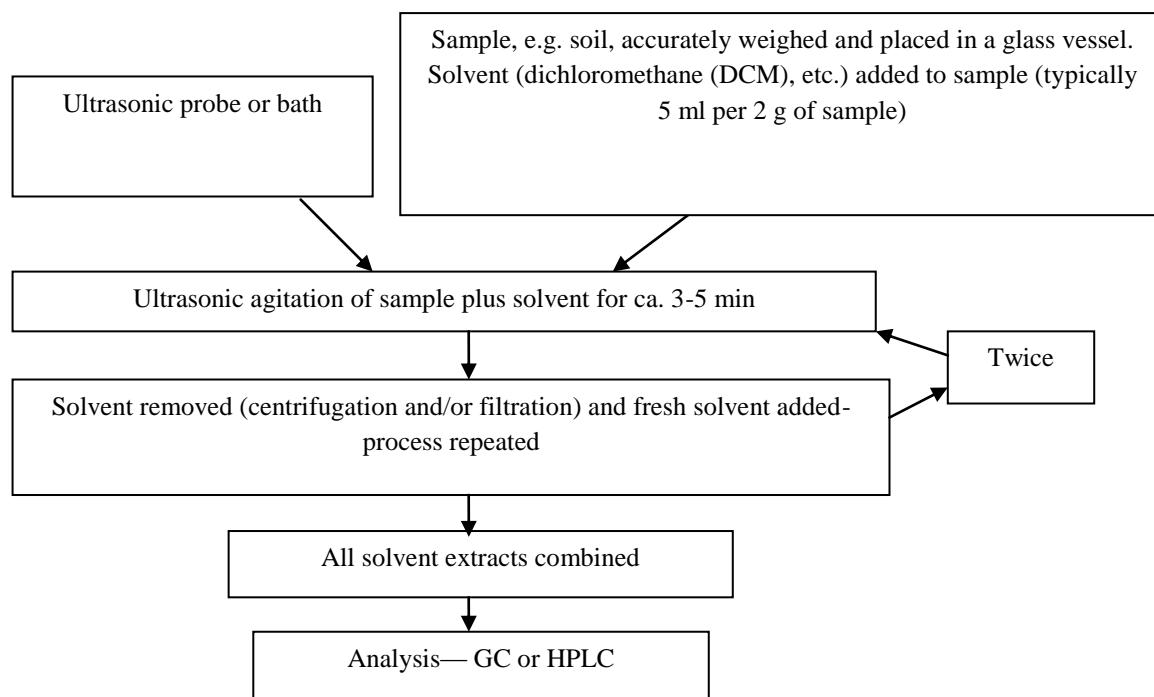 Sample, e.g. soil, accurately weighed and placed in a glass vessel.
Solvent (dichloromethane (DCM), etc.) added to sample (typically
5 ml per 2 g of sample)
Ultrasonic probe or bath
Ultrasonic agitation of sample plus solvent for ca. 3-5 min
Twice
Solvent removed (centrifugation and/or filtration) and fresh solvent added-
process repeated
All solvent extracts combined
Analysis— GC or HPLC